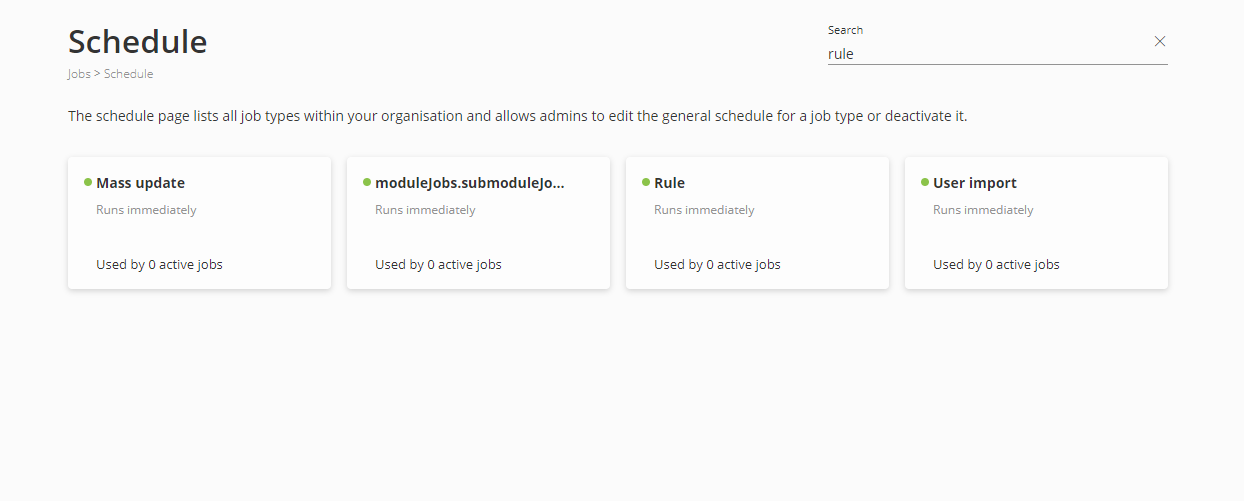 Schedule
Search
rule
Jobs > Schedule
The schedule page lists all job types within your organisation and allows admins to edit the general schedule for a job type or deactivate it.
Mass update
Runs immediately
Used by 0 active jobs
moduleJobs.submoduleJo...
Runs immediately
Used by 0 active jobs
Rule
Runs immediately
Used by 0 active jobs
User import
Runs immediately
Used by 0 active jobs